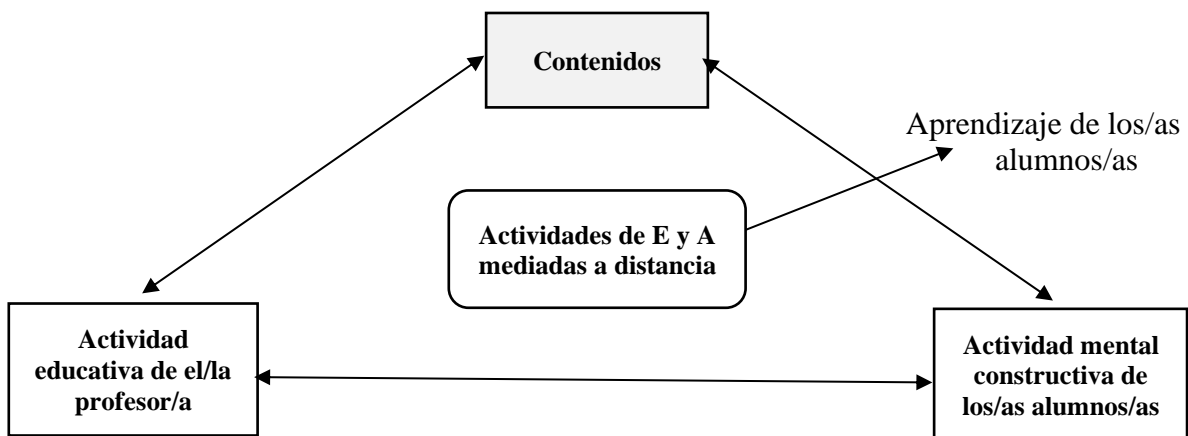 Contenidos
Aprendizaje de los/as
alumnos/as
Actividades de E y A
mediadas a distancia
Actividad
educativa de el/la
profesor/a
Actividad mental
constructiva de
los/as alumnos/as